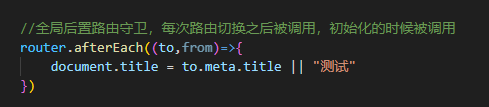 //全局后置路由守卫，每次路由切换之后被调用，初始化的时候被调用
router.afterEach((to,from)=>{
    document.title = to.meta.title || "测试"
})